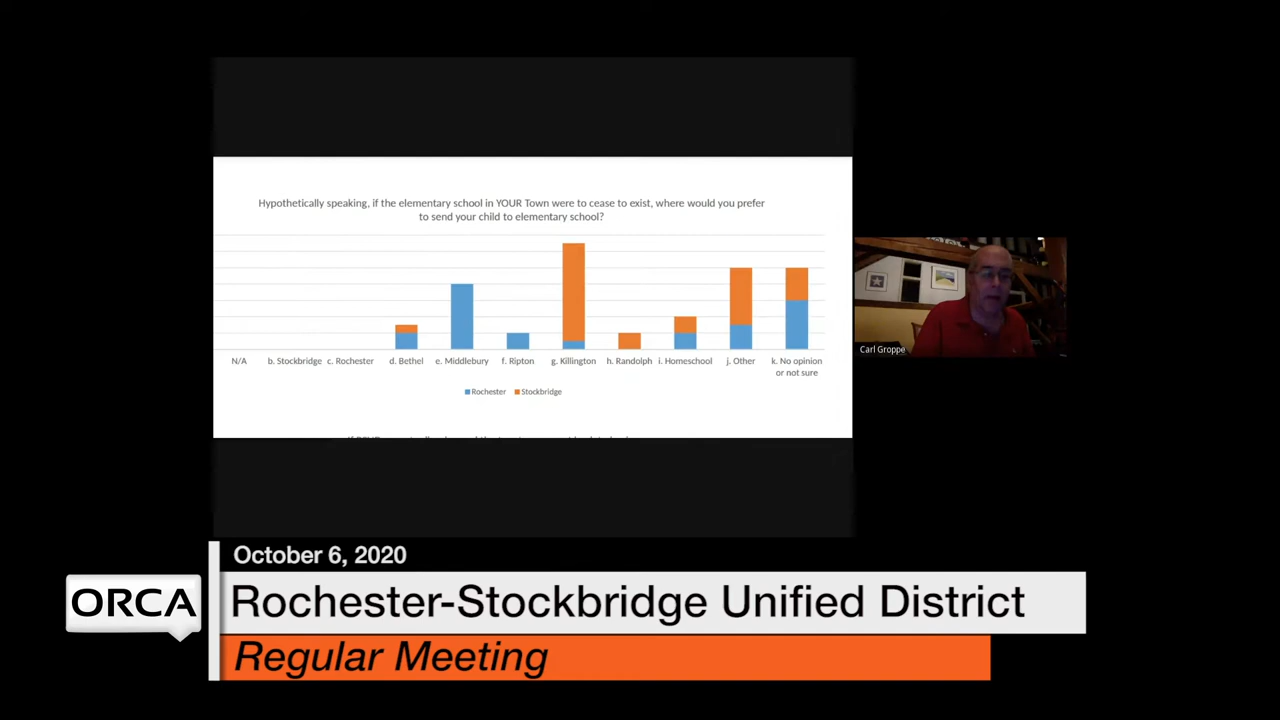 Hypothetically speaking, if the elementary school in YOUR Town were to cease to exist, where would you prefer
to send your child to elementary school?
N/A b. Stockbridge c. Rochester d. Bethel e. Middlebury f. Ripton g. Killington h. Randolph i. Homeschool j. Other k. No opinion
or not sure
Rochester Stockbridge
Carl Groppe
October 6, 2020
ORCA
Rochester-Stockbridge Unified District
Regular Meeting